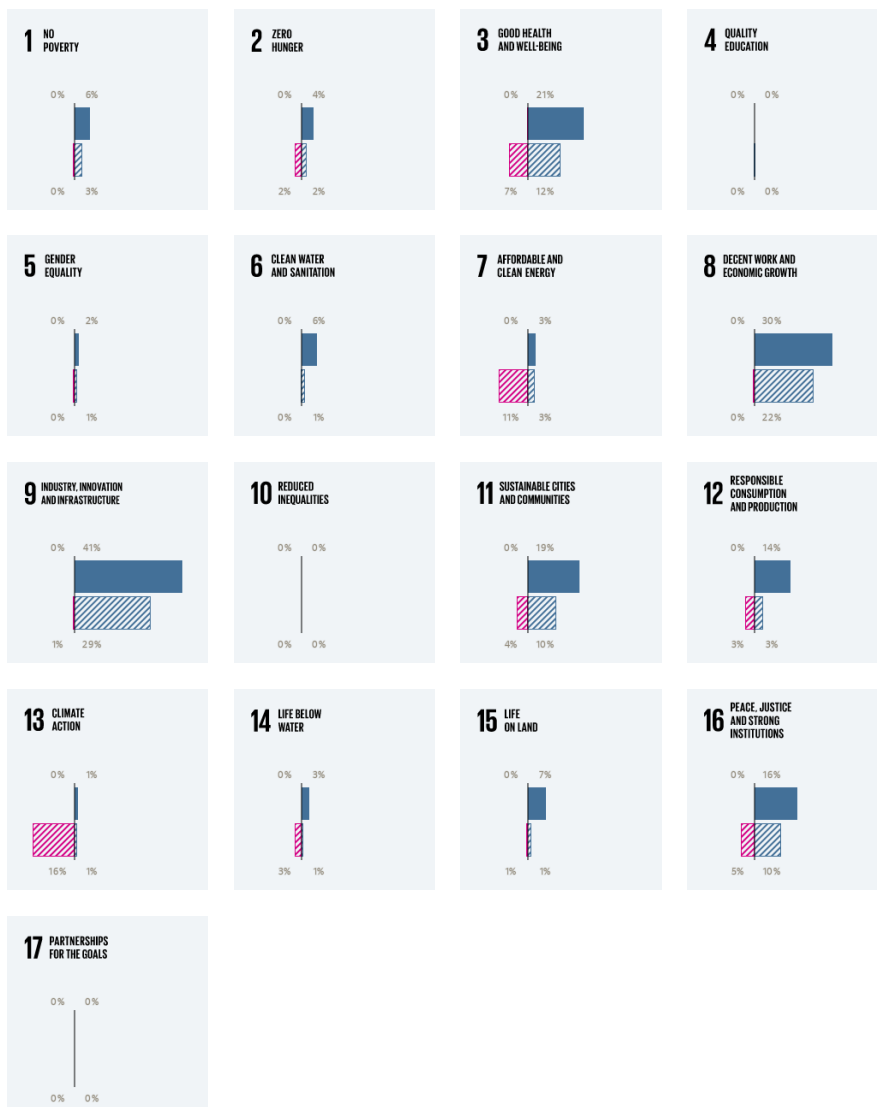 1 NO
POVERTY
0% 6%
0% 3%
2 ZERO
HUNGER
0% 4%
2% 2%
3 GOOD HEALTH
AND WELL-BEING
0% 21%
7% 12%
4 QUALITY
EDUCATION
0% 0%
0% 0%
5 GENDER
EQUALITY
0% 2%
0% 1%
6 CLEAN WATER
AND SANITATION
0% 6%
0% 1%
7 AFFORDABLE AND
CLEAN ENERGY
0% 3%
11% 3%
8 DECENT WORK AND
ECONOMIC GROWTH
0% 30%
0% 22%
9 INDUSTRY, INNOVATION
AND INFRASTRUCTURE
0% 41%
1% 29%
10 REDUCED
INEQUALITIES
0% 0%
0% 0%
11 SUSTAINABLE CITIES
AND COMMUNITIES
0% 19%
4% 10%
12 RESPONSIBLE
CONSUMPTION
AND PRODUCTION
0% 14%
3% 3%
13 CLIMATE
ACTION
0% 1%
16% 1%
14 LIFE BELOW
WATER
0% 3%
3% 1%
15 LIFE
ON LAND
0% 7%
1% 1%
16 PEACE, JUSTICE
AND STRONG
INSTITUTIONS
0% 16%
5% 10%
17 PARTNERSHIPS
FOR THE GOALS
0% 0%
0% 0%